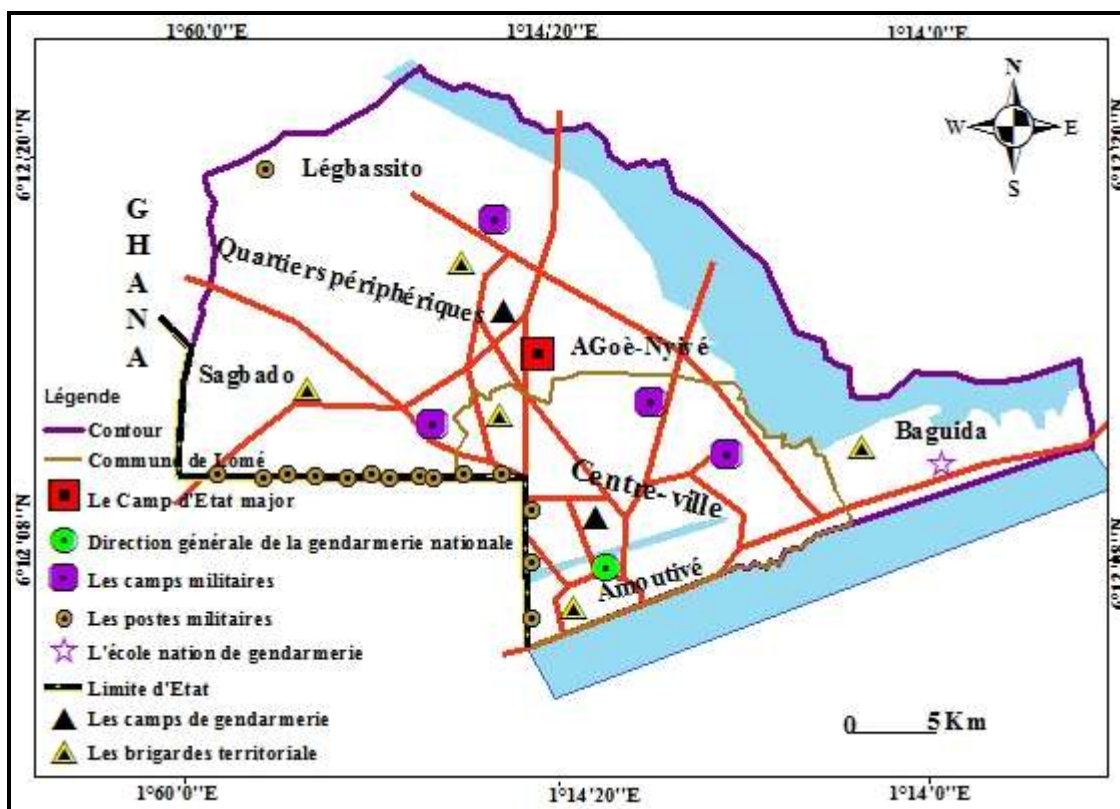 1°60.'0''E 1°14'20''E 1°14'0''E
N
W E
S
6°12'20''N
6°12'20''N
Légbassito
GHANA
Quartiers périphériques
AGoè-Nyivé
Sagbado
Baguida
Centre-ville
Amoutivé
6°12'08''N
6°12'08''N
Légende
Contour
Commune de Lomé
Le Camp d'Etat major
Direction générale de la gendarmerie nationale
Les camps militaires
Les postes militaires
L'école nation de gendarmerie
Limite d'Etat
Les camps de gendarmerie
Les brigardes territoriale
0 5 Km
1°60'0''E 1°14'20''E 1°14'0''E